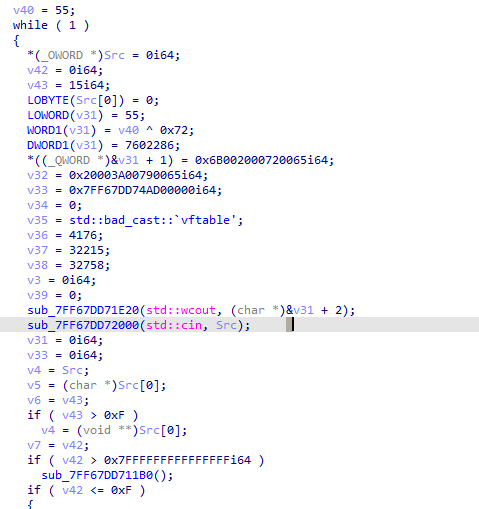 v40 = 55;
while ( 1 )
{
*(_OWORD *)Src = 0i64;
v42 = 0i64;
v43 = 15i64;
LOBYTE(Src[0]) = 0;
LOWORD(v31) = 55;
WORD1(v31) = v40 ^ 0x72;
DWORD1(v31) = 7602286;
*((_QWORD *)&v31 + 1) = 0x6B002000720065i64;
v32 = 0x20003A00790065i64;
v33 = 0x7FF67DD74AD00000i64;
v34 = 0;
v35 = std::bad_cast::`vftable';
v36 = 4176;
v37 = 32215;
v38 = 32758;
v3 = 0i64;
v39 = 0;
sub_7FF67DD71E20(std::wcout, (char *)&v31 + 2);
sub_7FF67DD72000(std::cin, Src);
v31 = 0i64;
v33 = 0i64;
v4 = Src;
v5 = (char *)Src[0];
v6 = v43;
if ( v43 > 0xF )
v4 = (void **)Src[0];
v7 = v42;
if ( v42 > 0x7FFFFFFFFFFFFFFFi64 )
sub_7FF67DD711B0();
if ( v42 <= 0xF )
{